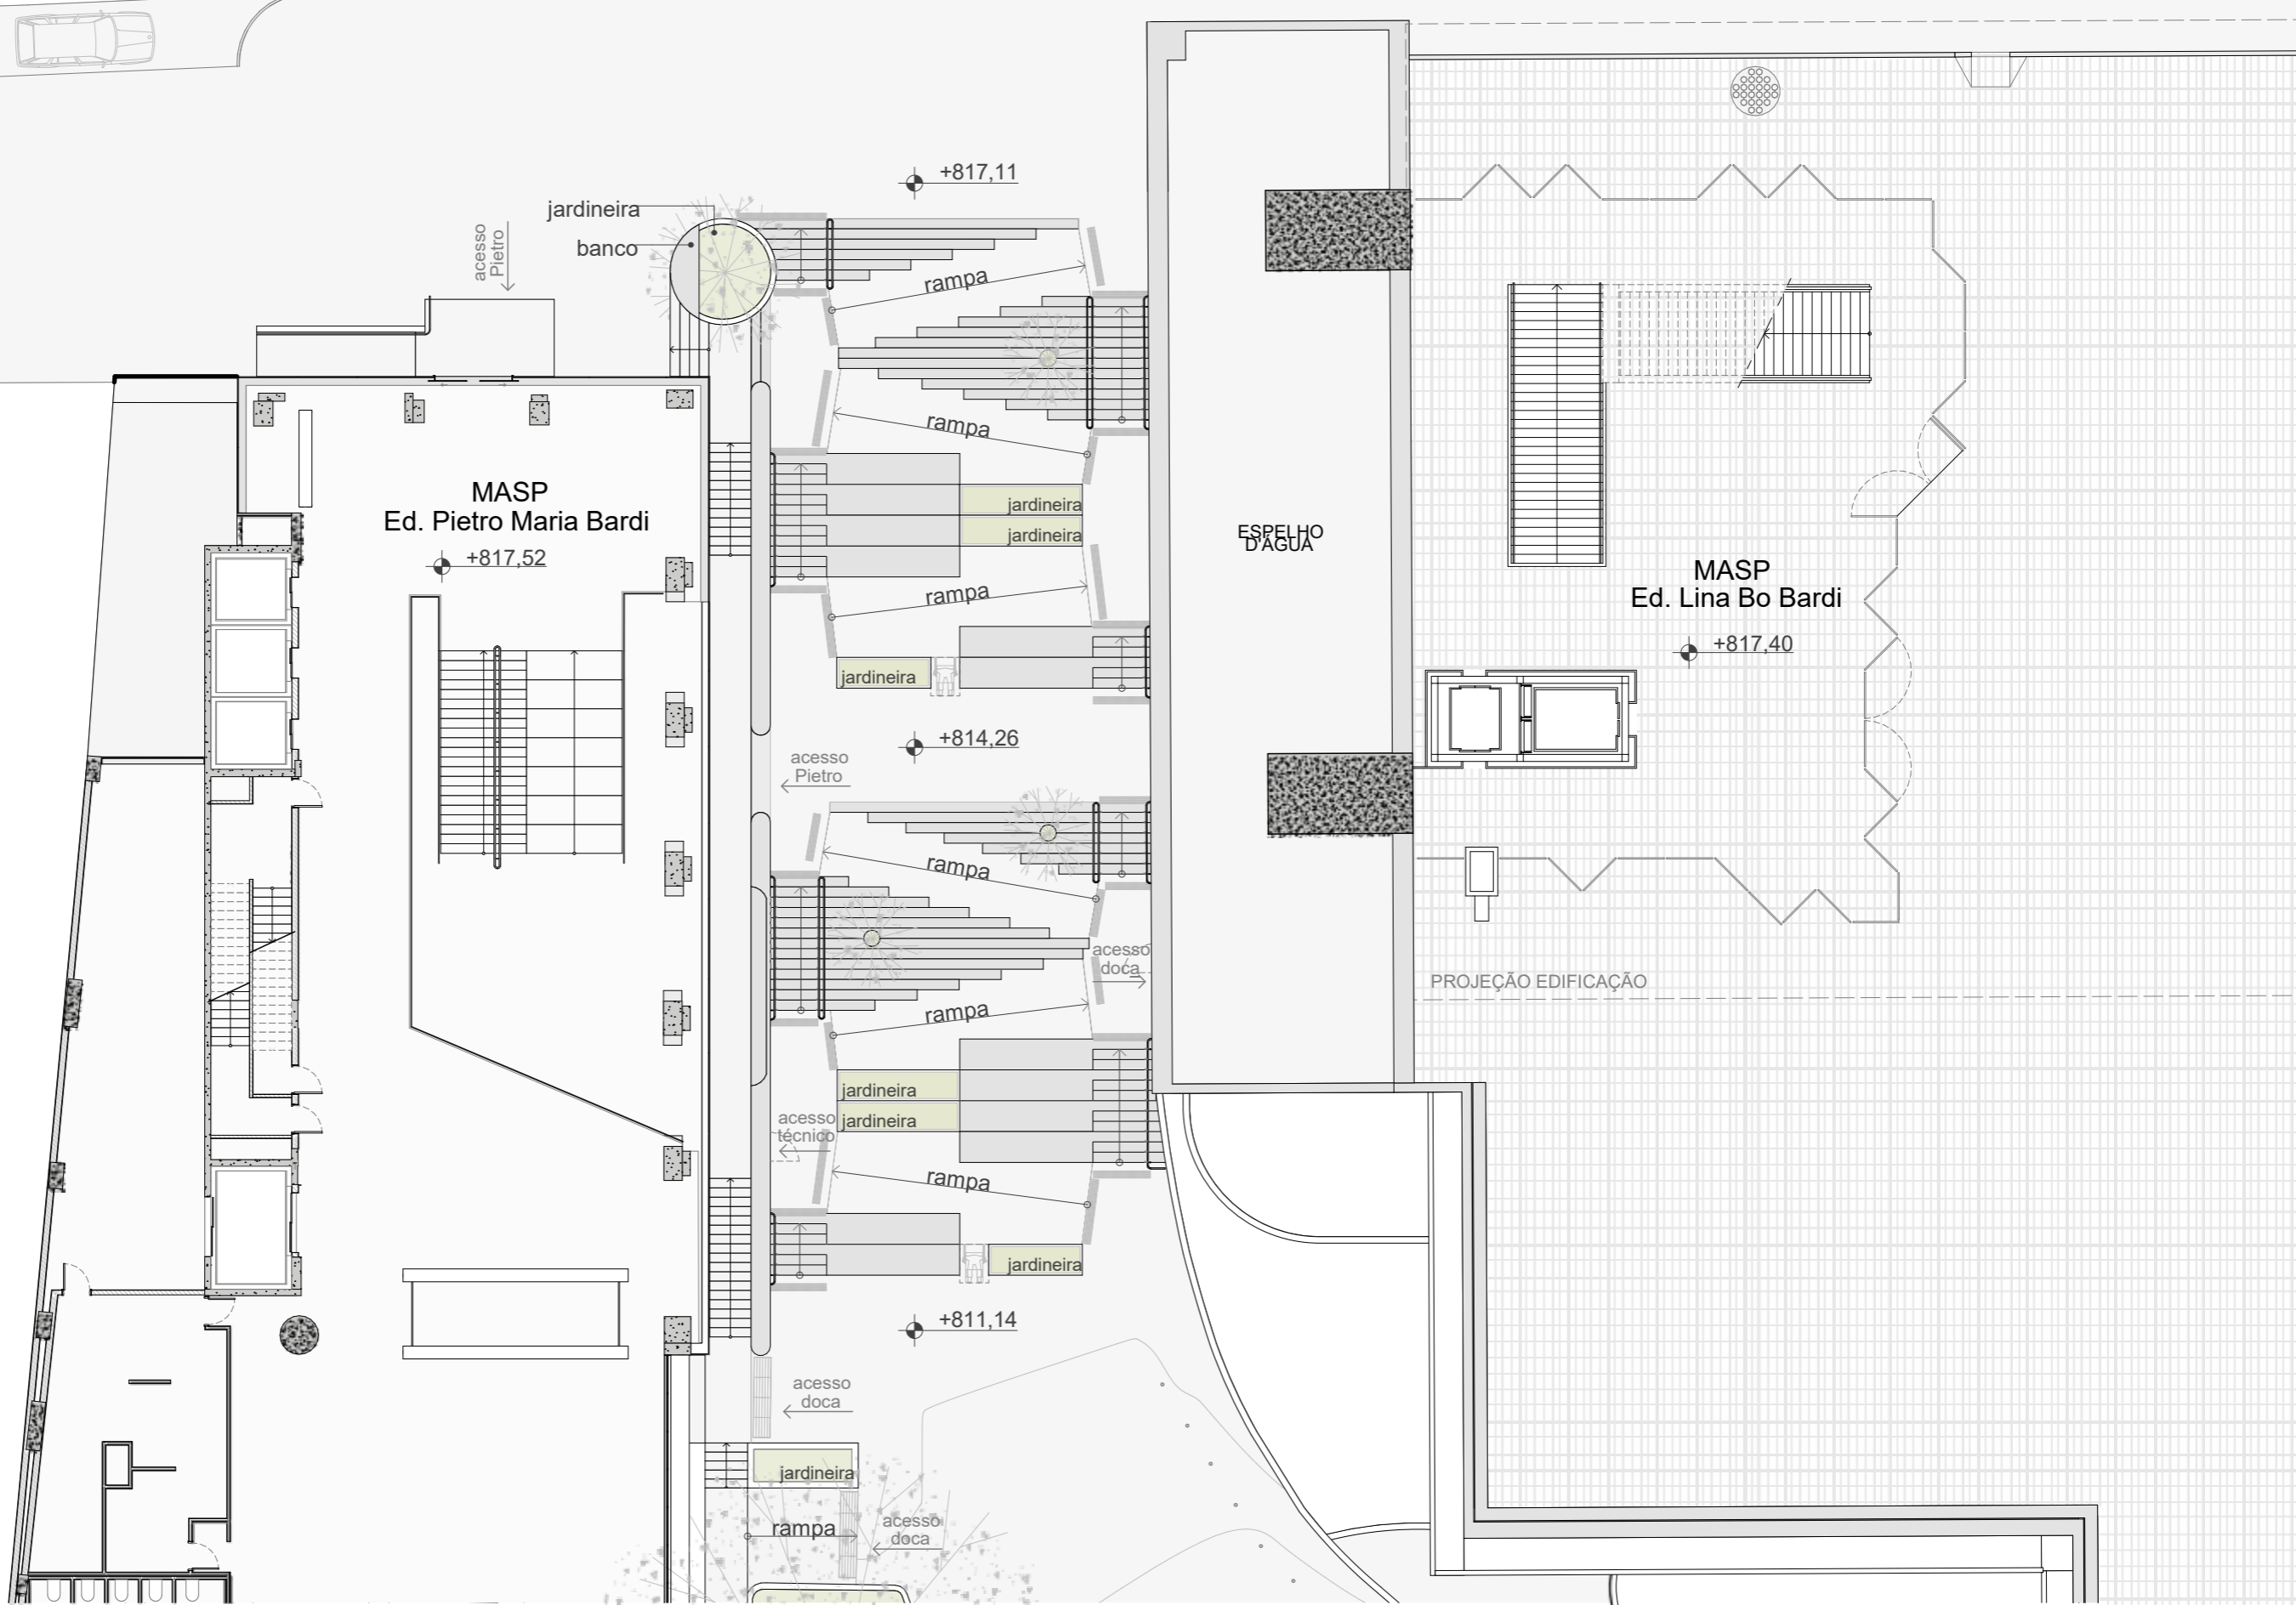 +817,11
jardineira
banco
acesso
Pietro
rampa
rampa
MASP
Ed. Pietro Maria Bardi
+817,52
jardineira
jardineira
ESPELHO
D'ÁGUA
MASP
Ed. Lina Bo Bardi
+817,40
rampa
jardineira
+814,26
acesso
Pietro
rampa
acesso
doca
PROJEÇÃO EDIFICAÇÃO
rampa
jardineira
jardineira
acesso
técnico
rampa
jardineira
+811,14
acesso
doca
jardineira
rampa
acesso
doca